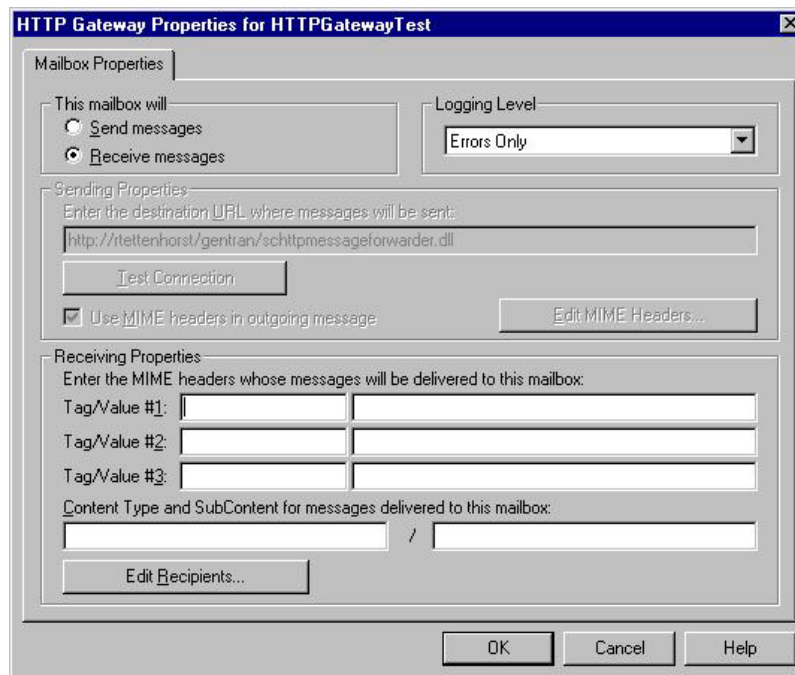 HTTP Gateway Properties for HTTPGatewayTest
Mailbox Properties
This mailbox will
Send messages
Receive messages
Logging Level
Errors Only
Sending Properties
Enter the destination URL where messages will be sent:
http://rtettenhorst/gentran/schttpmessageforwarder.dll
Test Connection
Use MIME headers in outgoing message
Edit MIME Headers...
Receiving Properties
Enter the MIME headers whose messages will be delivered to this mailbox:
Tag/Value #1:
Tag/Value #2:
Tag/Value #3:
Content Type and SubContent for messages delivered to this mailbox:
/
Edit Recipients...
OK Cancel Help